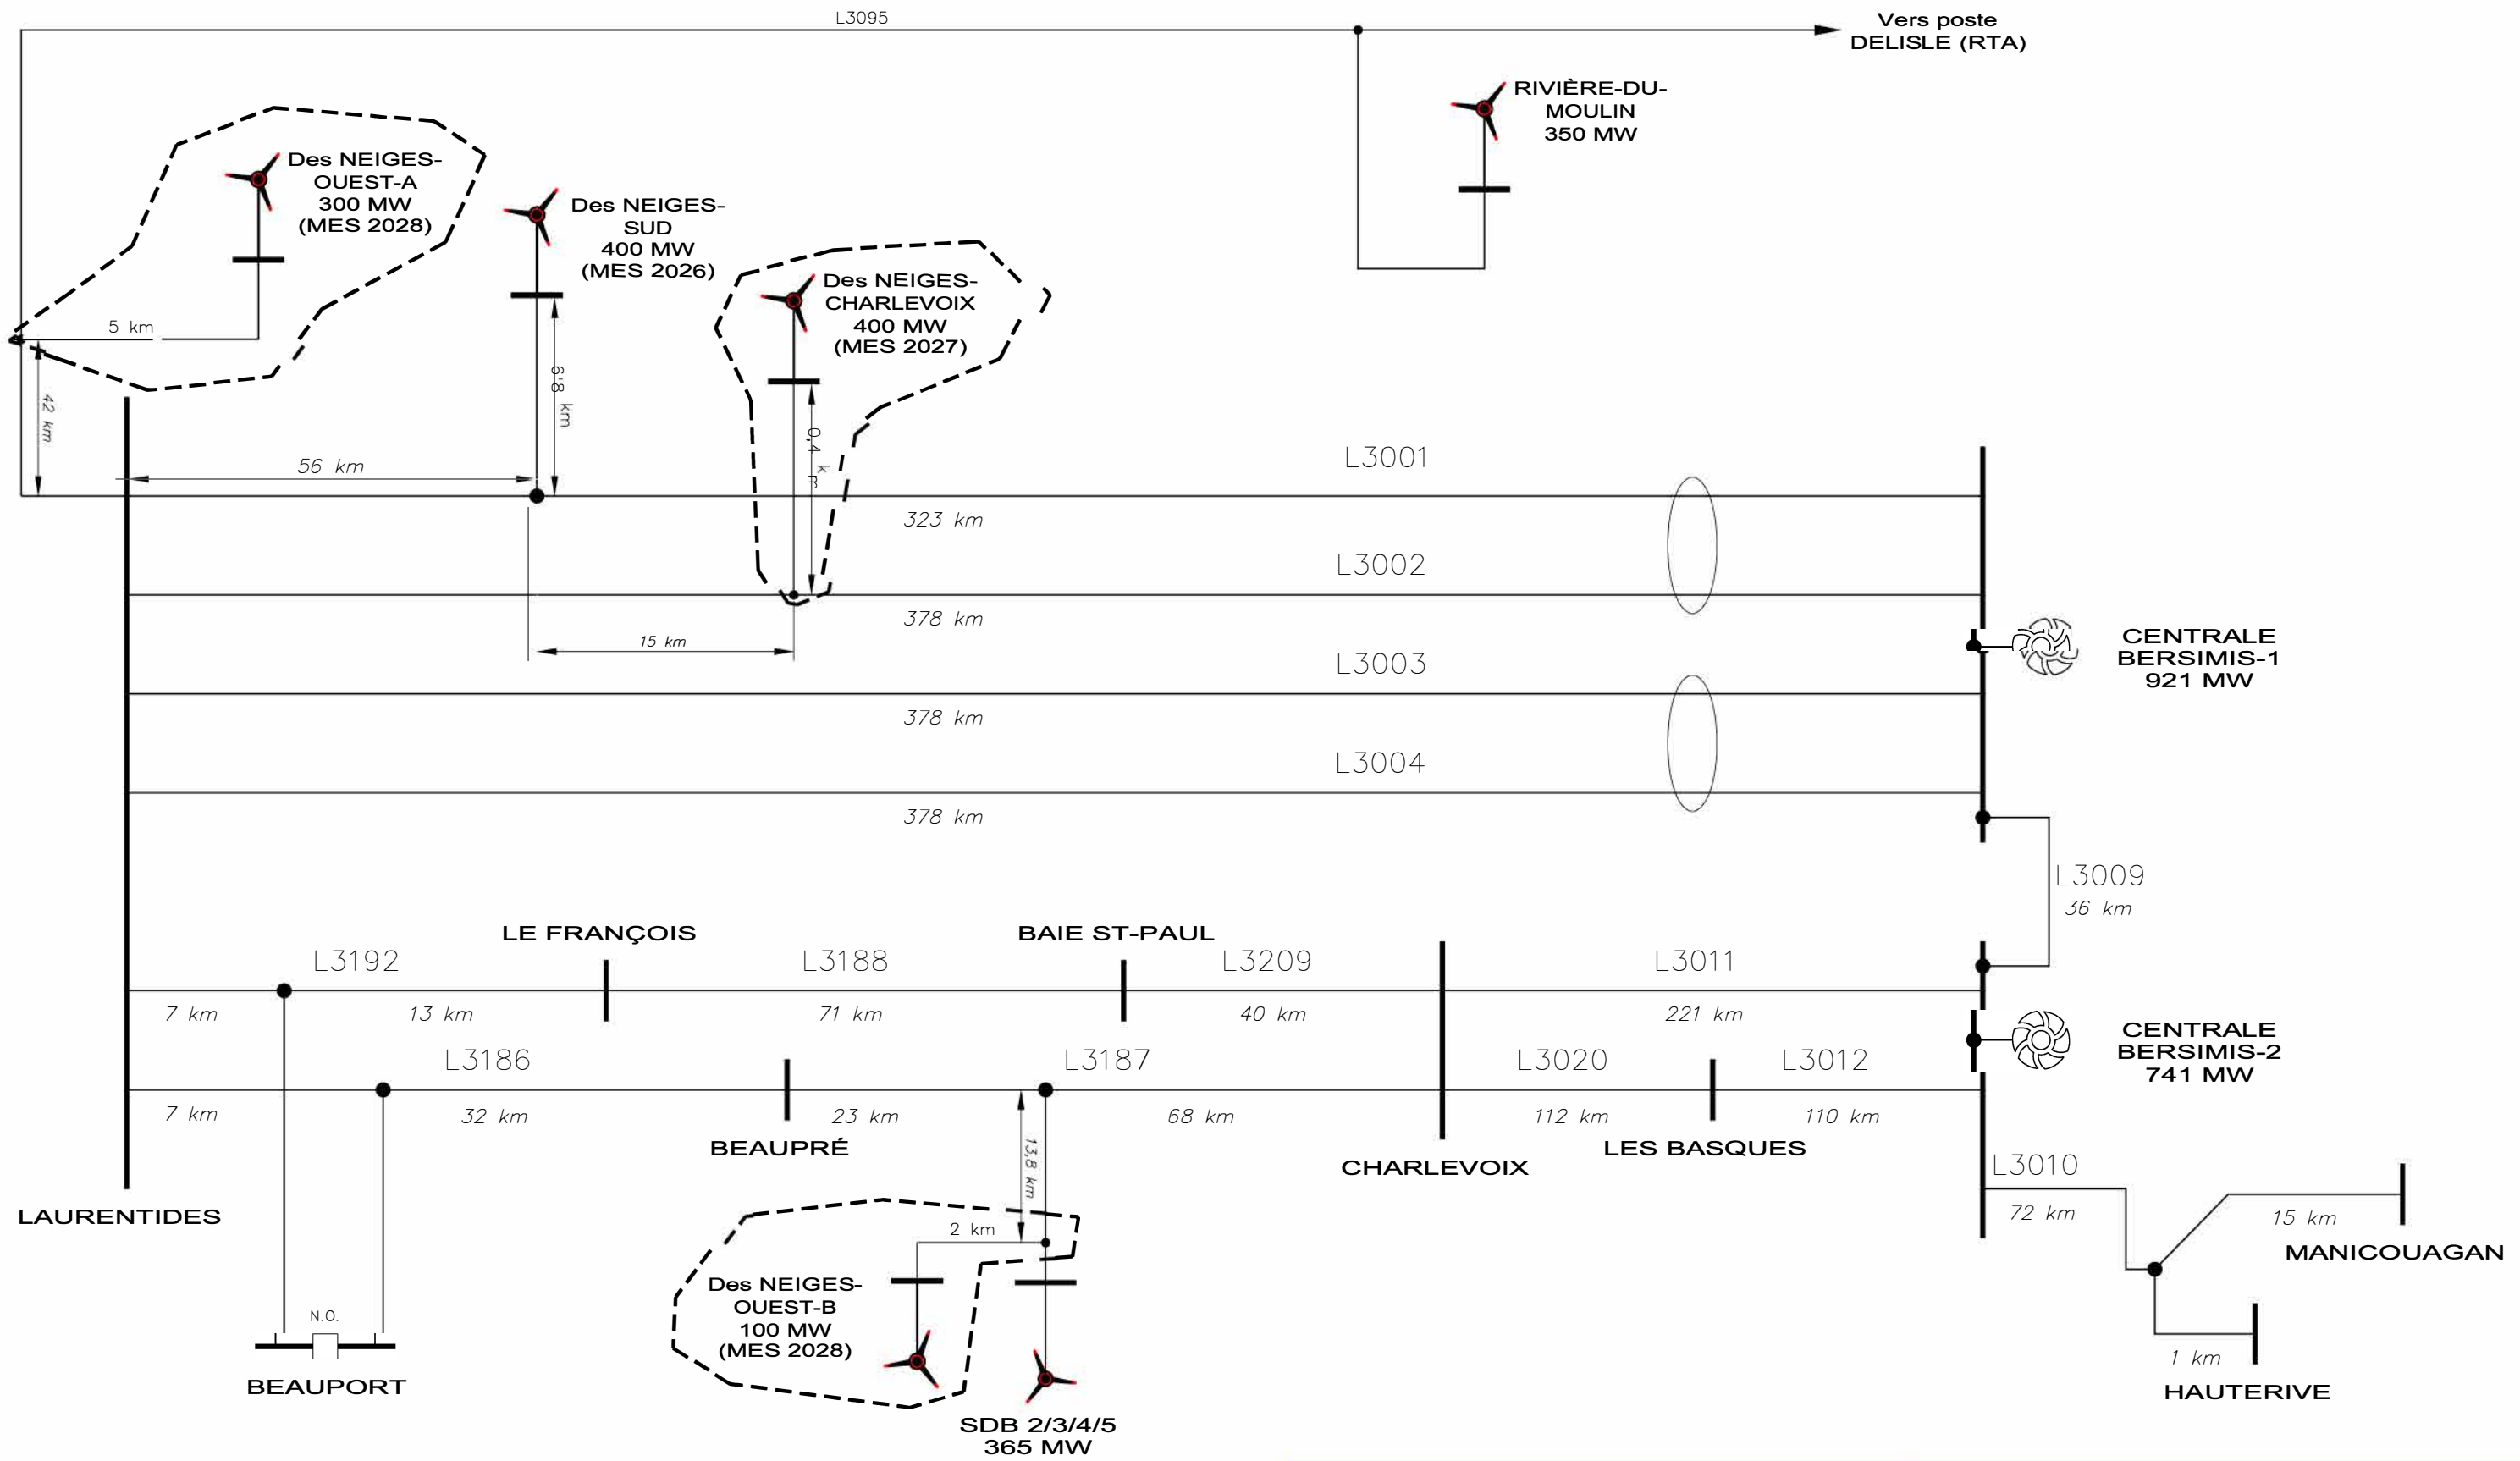 L3095
Vers poste
DELISLE (RTA)
RIVIÈRE-DU-
MOULIN
350 MW
Des NEIGES-
OUEST-A
300 MW
(MES 2028)
Des NEIGES-
SUD
400 MW
(MES 2026)
Des NEIGES-
CHARLEVOIX
400 MW
(MES 2027)
5 km
42 km
6,8 km
0,4 km
56 km
L3001
323 km
L3002
378 km
15 km
L3003
378 km
L3004
378 km
CENTRALE
BERSIMIS-1
921 MW
L3009
36 km
LE FRANÇOIS
BAIE ST-PAUL
L3192
L3188
L3209
L3011
7 km
13 km
71 km
40 km
221 km
CENTRALE
BERSIMIS-2
741 MW
L3186
L3187
L3020
L3012
7 km
32 km
23 km
68 km
112 km
110 km
BEAUPRÉ
LES BASQUES
CHARLEVOIX
13,8 km
L3010
72 km
15 km
MANICOUAGAN
1 km
HAUTERIVE
LAURENTIDES
2 km
Des NEIGES-
OUEST-B
100 MW
(MES 2028)
N.O.
BEAUPORT
SDB 2/3/4/5
365 MW